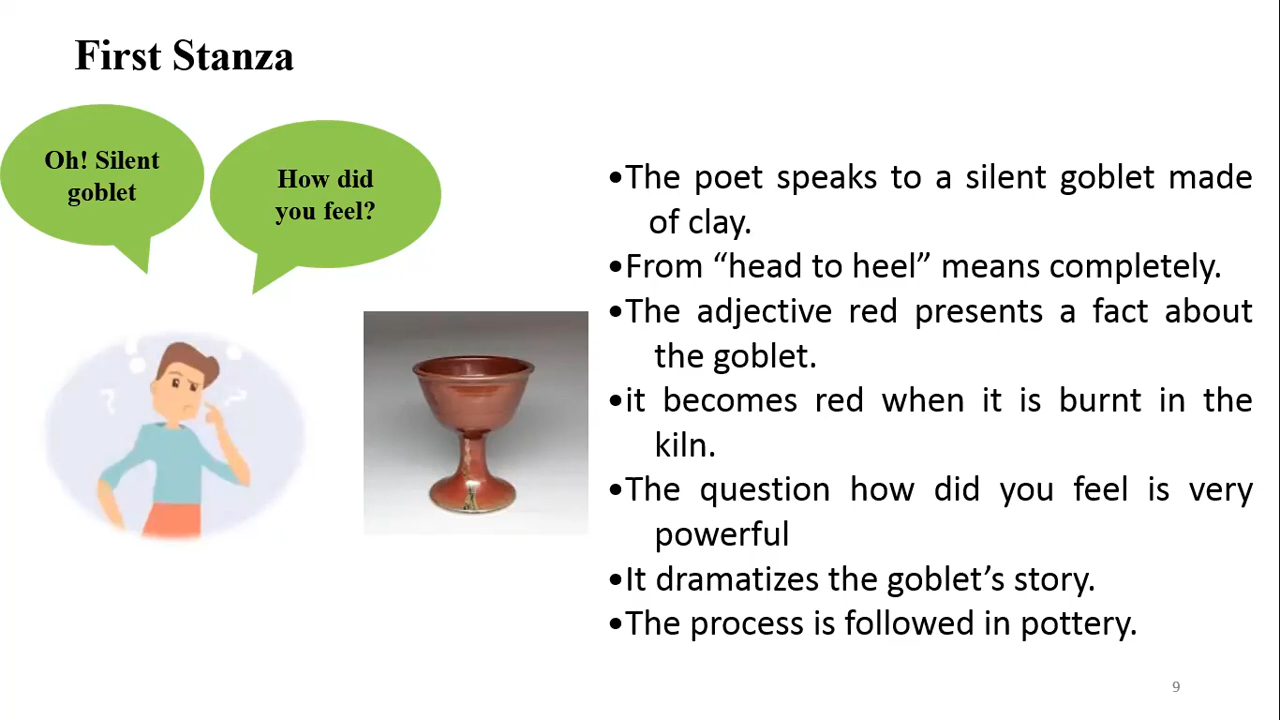 First Stanza
Oh! Silent
goblet
How did
you feel?
•The poet speaks to a silent goblet made
of clay.
•From “head to heel” means completely.
•The adjective red presents a fact about
the goblet.
•it becomes red when it is burnt in the
kiln.
•The question how did you feel is very
powerful
•It dramatizes the goblet’s story.
•The process is followed in pottery.
9